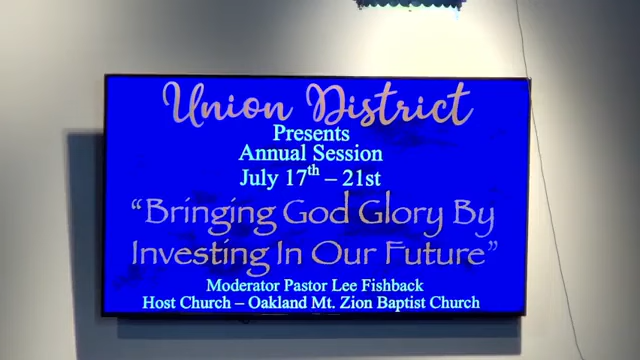 Union District
Presents
Annual Session
July 17th – 21st
“Bringing God Glory By
Investing In Our Future”
Moderator Pastor Lee Fishback
Host Church – Oakland Mt. Zion Baptist Church